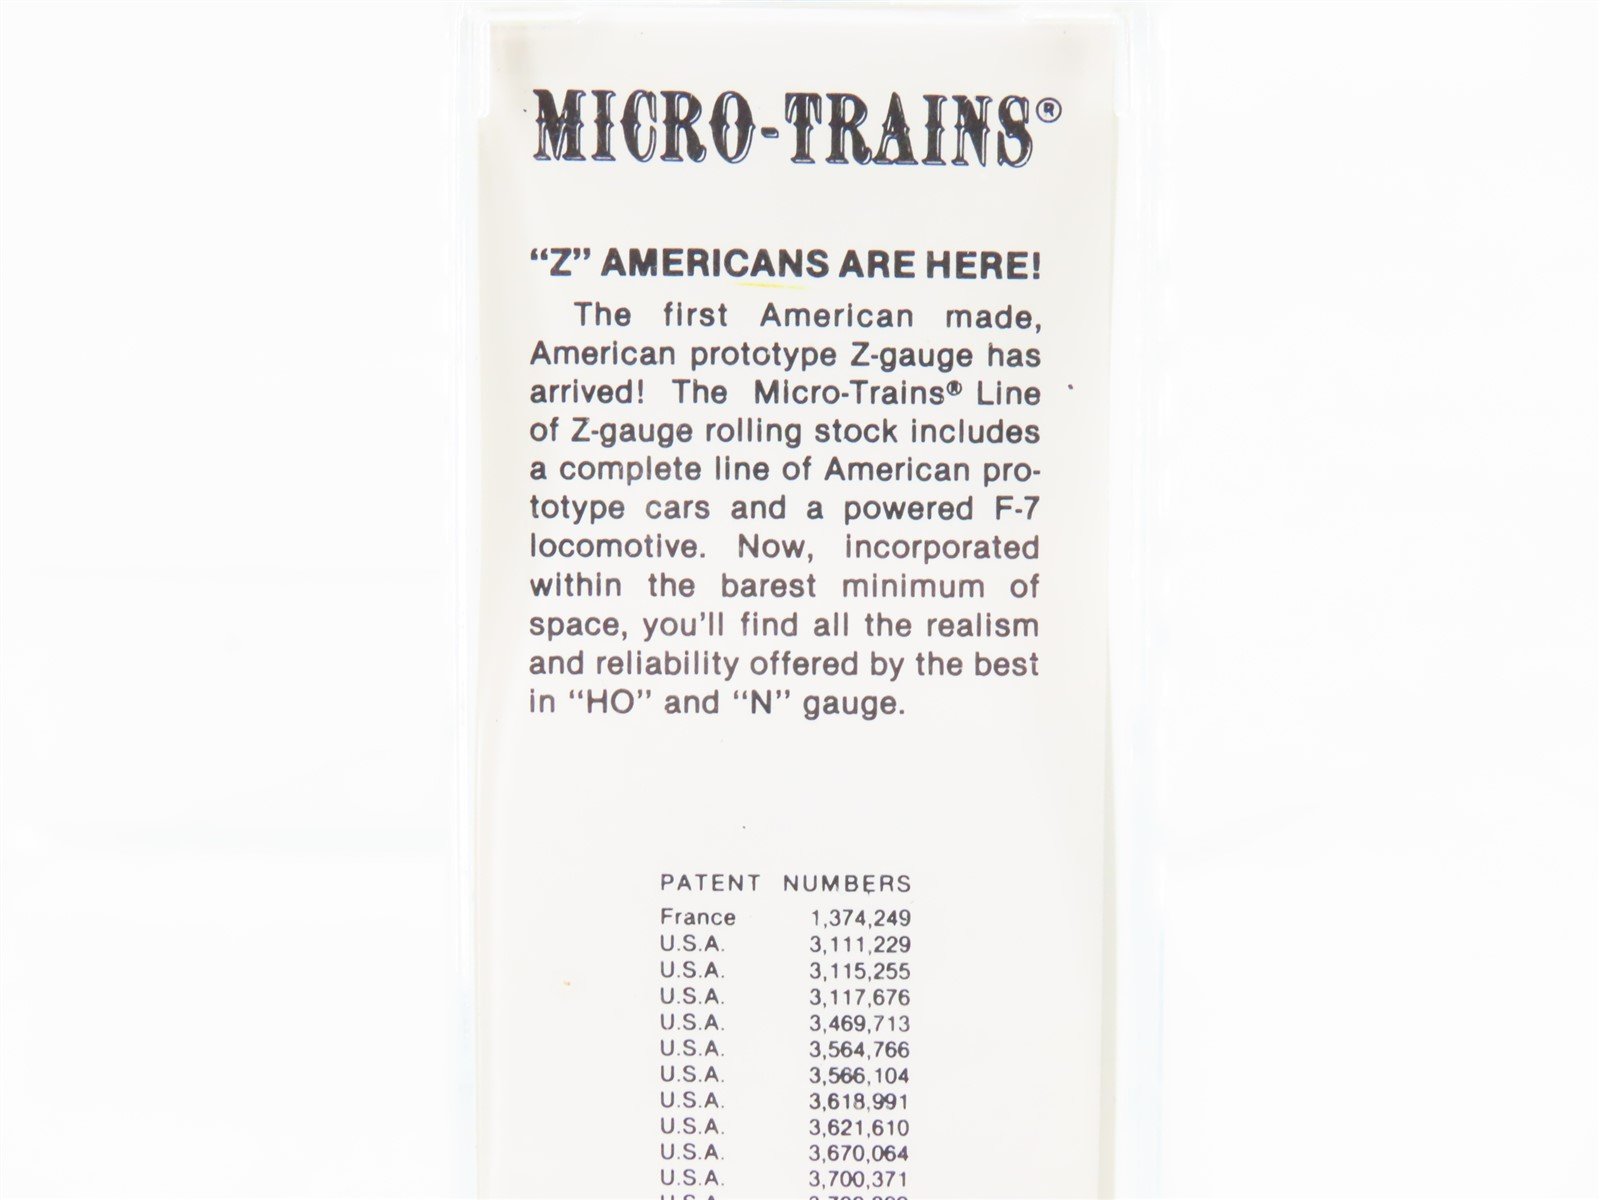 MICRO-TRAINS®
“Z” AMERICANS ARE HERE!
The first American made,
American prototype Z-gauge has
arrived! The Micro-Trains® Line
of Z-gauge rolling stock includes
a complete line of American pro-
totype cars and a powered F-7
locomotive. Now, incorporated
within the barest minimum of
space, you'll find all the realism
and reliability offered by the best
in “HO” and “N” gauge.
PATENT NUMBERS
France 1,374,249
U.S.A. 3,111,229
U.S.A. 3,115,255
U.S.A. 3,117,676
U.S.A. 3,469,713
U.S.A. 3,564,766
U.S.A. 3,566,104
U.S.A. 3,618,991
U.S.A. 3,621,610
U.S.A. 3,670,064
U.S.A. 3,700,371
U.S.A.